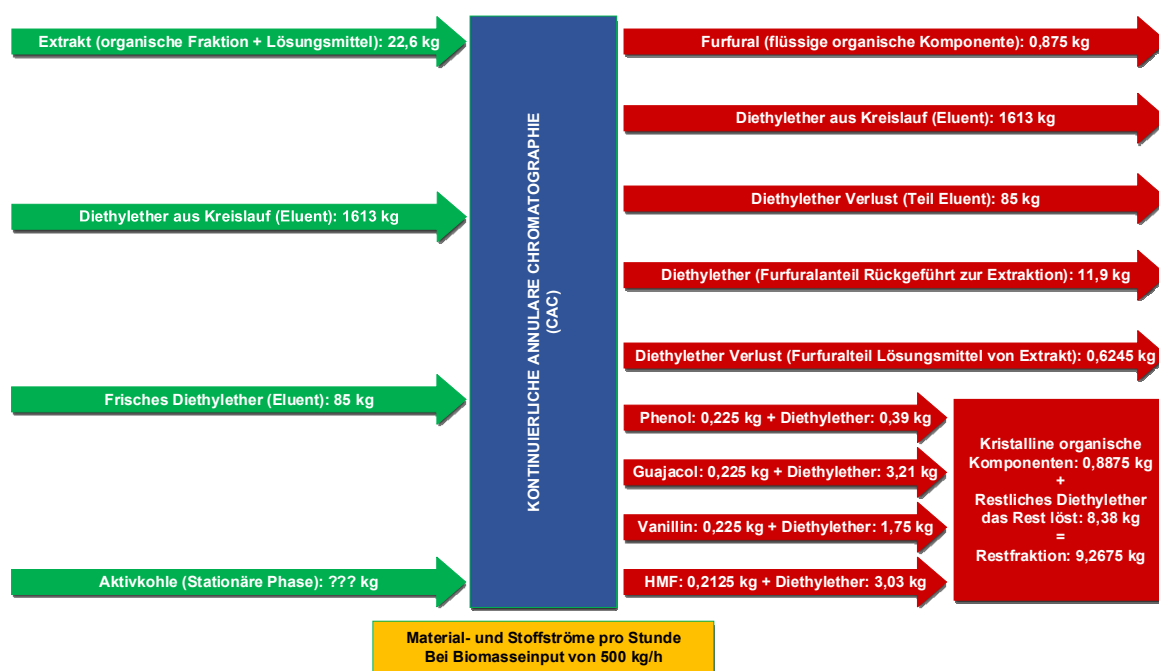 Extrakt (organische Fraktion + Lösungsmittel): 22,6 kg
Diethylether aus Kreislauf (Eluent): 1613 kg
Frisches Diethylether (Eluent): 85 kg
Aktivkohle (Stationäre Phase): ??? kg
KONTINUIERLICHE ANNULARE CHROMATOGRAPHIE
(CAC)
Furfural (flüssige organische Komponente): 0,875 kg
Diethylether aus Kreislauf (Eluent): 1613 kg
Diethylether Verlust (Teil Eluent): 85 kg
Diethylether (Furfuralanteil Rückgeführt zur Extraktion): 11,9 kg
Diethylether Verlust (Furfuralteil Lösungsmittel von Extrakt): 0,6245 kg
Phenol: 0,225 kg + Diethylether: 0,39 kg
Guajacol: 0,225 kg + Diethylether: 3,21 kg
Vanillin: 0,225 kg + Diethylether: 1,75 kg
HMF: 0,2125 kg + Diethylether: 3,03 kg
Kristalline organische
Komponenten: 0,8875 kg
+
Restliches Diethylether
das Rest löst: 8,38 kg
=
Restfraktion: 9,2675 kg
Material- und Stoffströme pro Stunde
Bei Biomasseinput von 500 kg/h